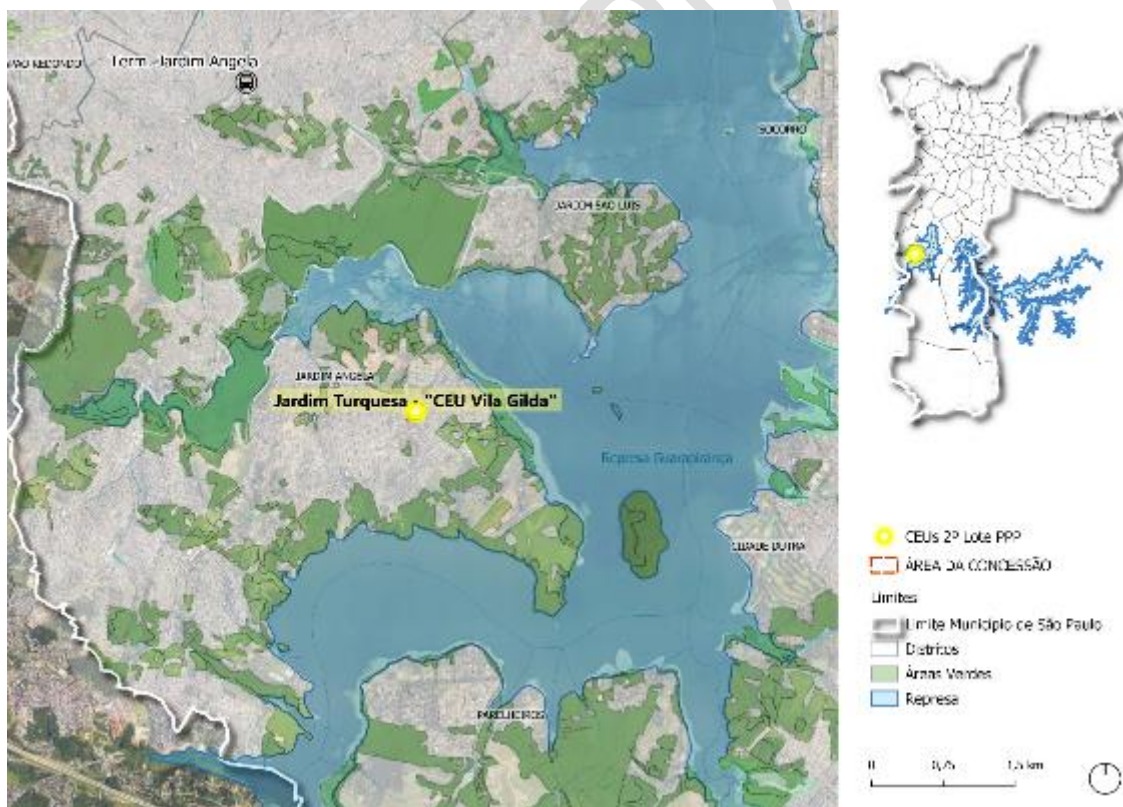 Term. Jardim Angela
SOCORRO
JARDIM SAO LUIS
JARDIM ANGELA
Jardim Turquesa - "CEU Vila Gilda"
Represa Guarapiranga
CIDADE DUTRA
PARELHEIROS
CEUs 2º Lote PPP
ÁREA DA CONCESSÃO
Limites
Limite Município de São Paulo
Distritos
Áreas Verdes
Represa
0 0,75 1,5 km